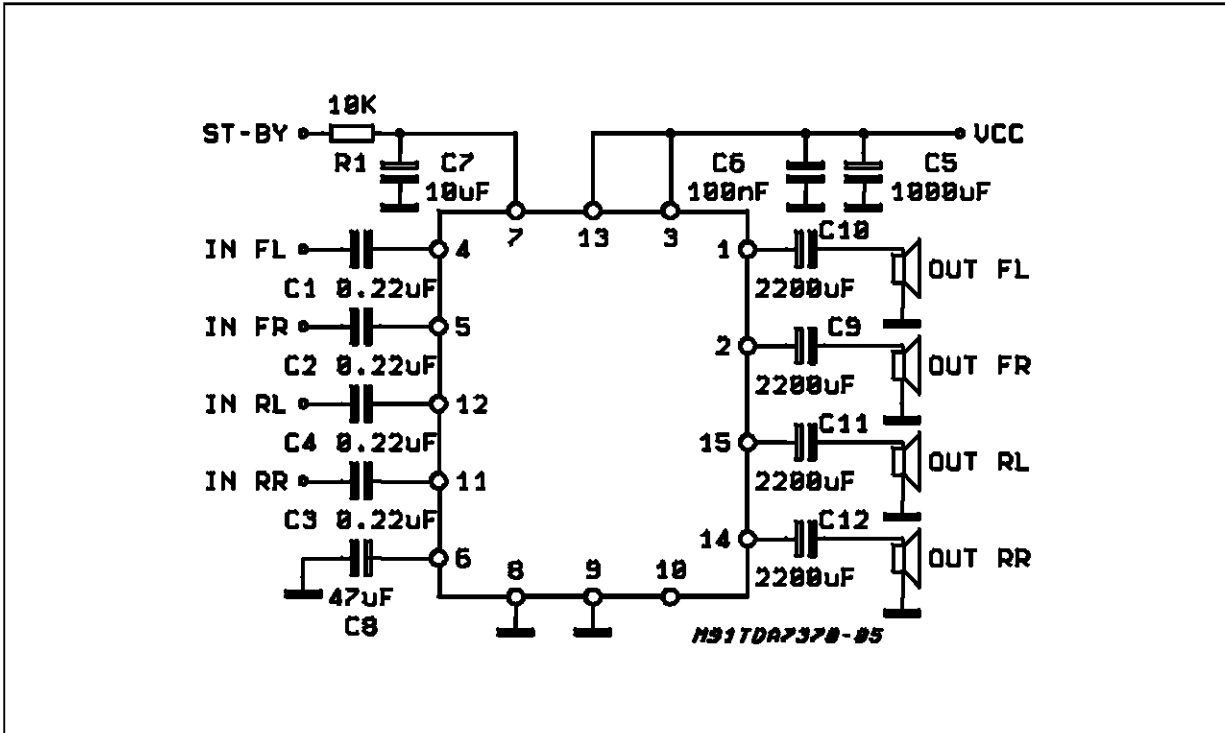 10K
ST-BY
VCC
R1
C7
10uF
C6
100nF
C5
1000uF
7
13
3
IN FL
4
C1 0.22uF
IN FR
5
C2 0.22uF
IN RL
12
C4 0.22uF
IN RR
11
C3 0.22uF
6
47uF
C8
8
9
10
1
C10
2200uF
OUT FL
2
C9
2200uF
OUT FR
15
C11
2200uF
OUT RL
14
C12
2200uF
OUT RR
M91TDA7370-05